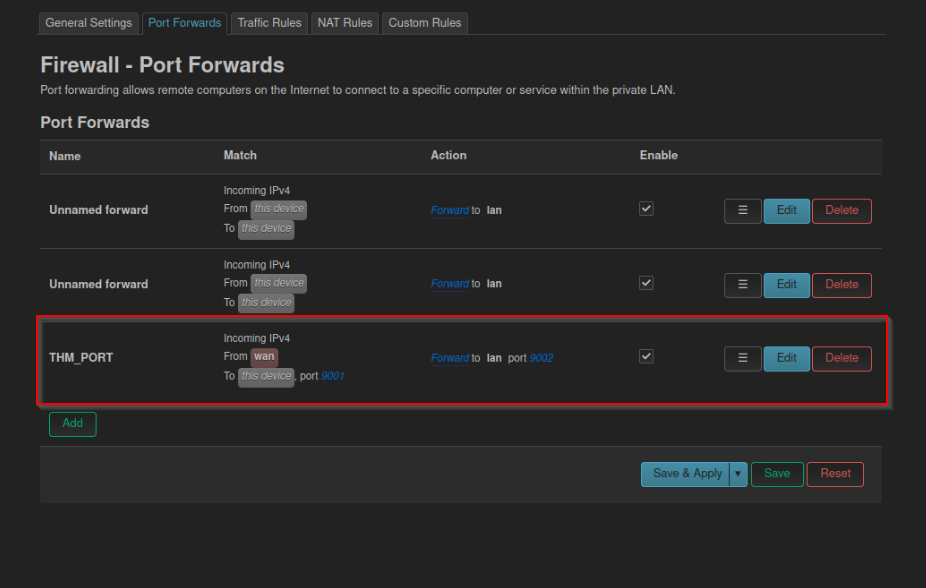 General Settings Port Forwards Traffic Rules NAT Rules Custom Rules
Firewall - Port Forwards
Port forwarding allows remote computers on the Internet to connect to a specific computer or service within the private LAN.
Port Forwards
Name Match Action Enable
Incoming IPv4
From this device
To this device
Unnamed forward
Forward to lan
☰ Edit Delete
Incoming IPv4
From this device
To this device
Unnamed forward
Forward to lan
☰ Edit Delete
Incoming IPv4
From wan
To this device, port 9001
THM_PORT
Forward to lan port 9002
☰ Edit Delete
Add
Save & Apply ▾ Save Reset